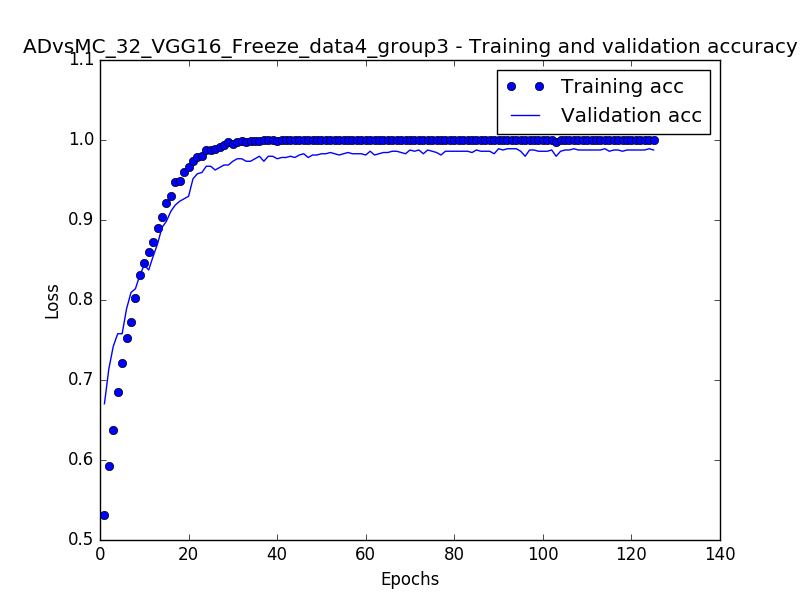 ADvsMC_32_VGG16_Freeze_data4_group3 - Training and validation accuracy
1.1
Training acc
Validation acc
1.0
0.9
0.8
Loss
0.7
0.6
0.5
0 20 40 60 80 100 120 140
Epochs